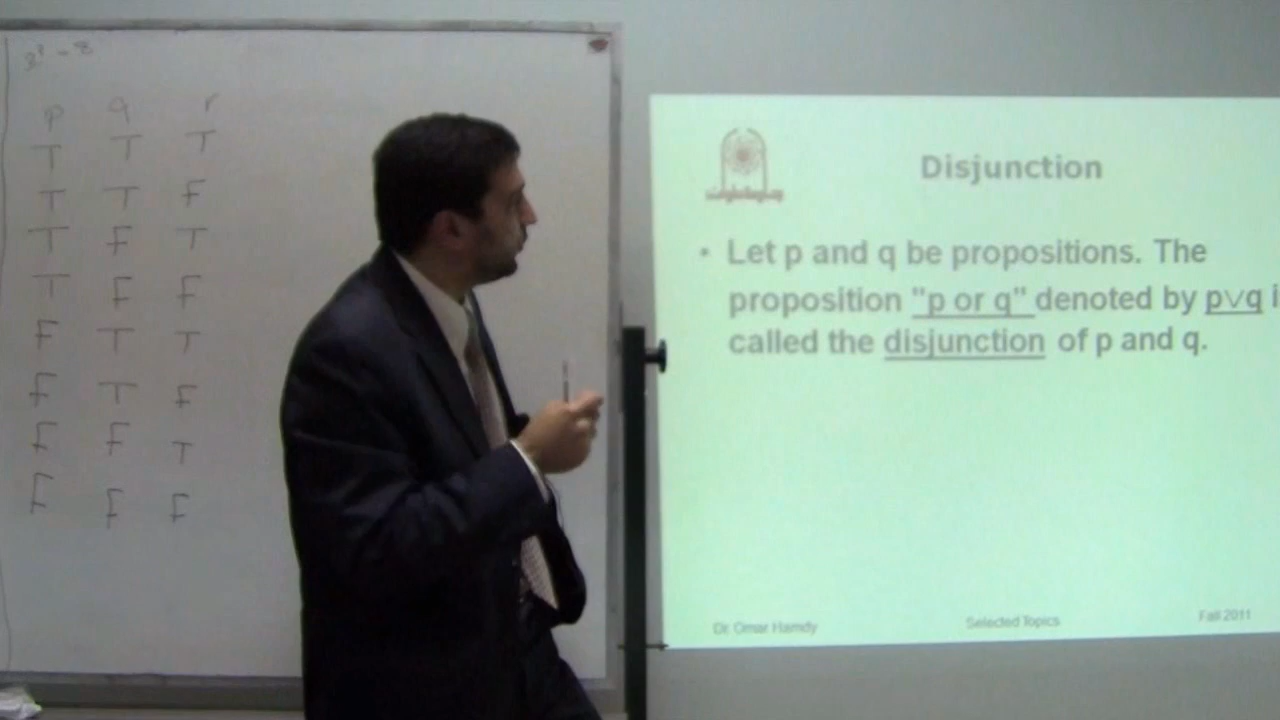 2³ = 8
p q r
T T T
T T F
T F T
T F F
F T T
F T F
F F T
F F F
Disjunction
• Let p and q be propositions. The
proposition "p or q" denoted by p∨q i
called the disjunction of p and q.
Dr. Omar Hamdy Selected Topics Fall 2011